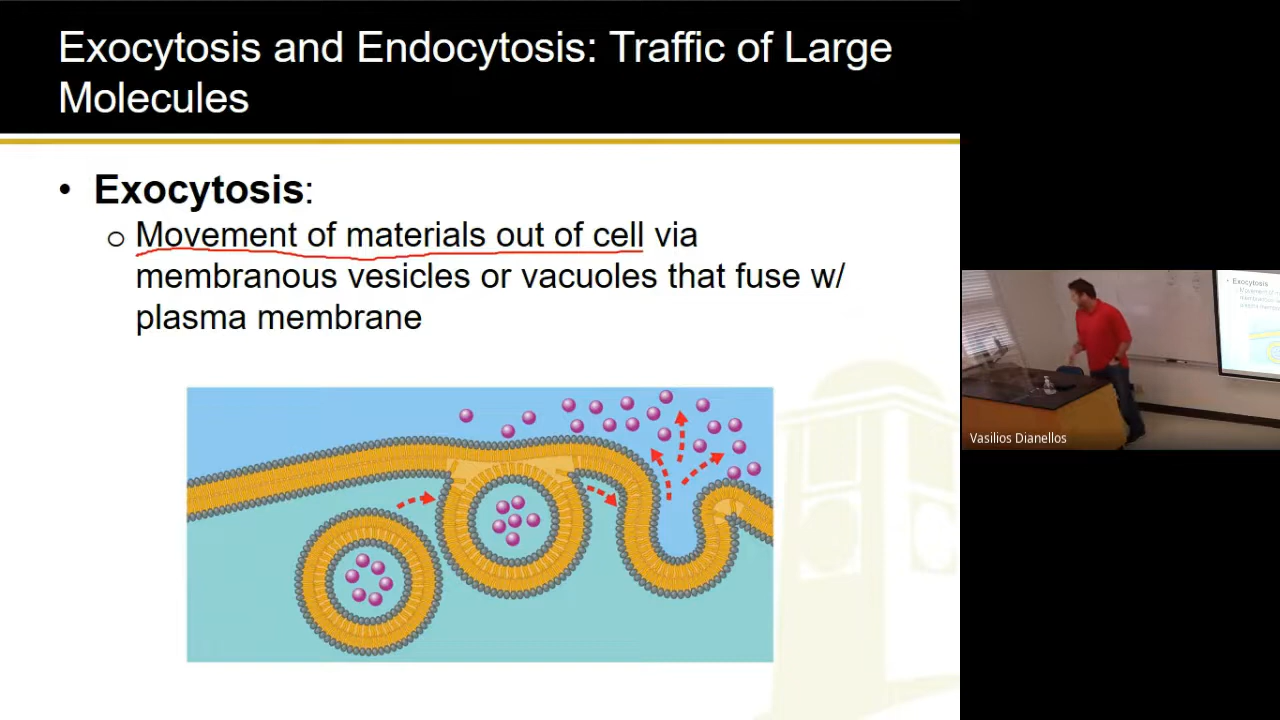 Exocytosis and Endocytosis: Traffic of Large
Molecules
• Exocytosis:
o Movement of materials out of cell via
membranous vesicles or vacuoles that fuse w/
plasma membrane
• Exocytosis
Vasilios Dianellos